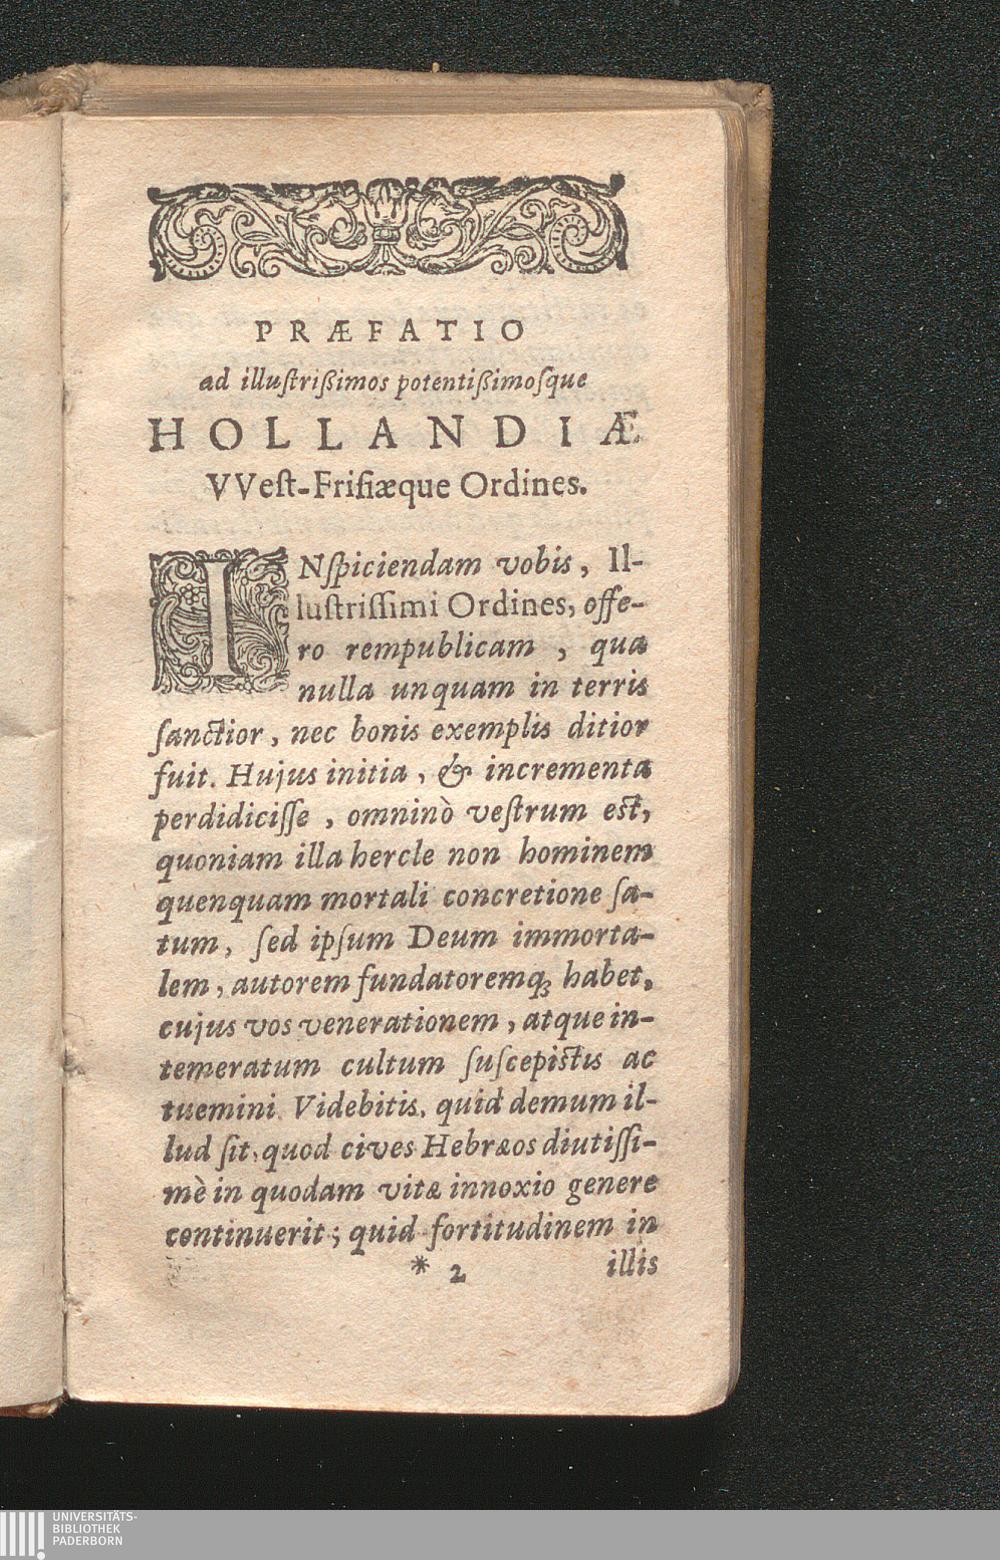 PRÆFATIO
ad illuſtrißimos potentißimoſque
HOLLANDIÆ
VVeſt-Friſiæque Ordines.
INſpiciendam vobis, Il-
luſtriſſimi Ordines, offe-
ro rempublicam, qua
nulla unquam in terris
ſanctior, nec bonis exemplis ditior
fuit. Hujus initia, & incrementa
perdidiciſſe, omninò veſtrum eſt,
quoniam illa hercle non hominem
quenquam mortali concretione ſa-
tum, ſed ipſum Deum immorta-
lem, autorem fundatoremq; habet,
cujus vos venerationem, atque in-
temeratum cultum ſuſcepiſtis ac
tuemini. Videbitis, quid demum il-
lud ſit, quod cives Hebræos diutiſſi-
mè in quodam vitæ innoxio genere
continuerit; quid fortitudinem in
* 2 illis
UNIVERSITÄTS-
BIBLIOTHEK
PADERBORN